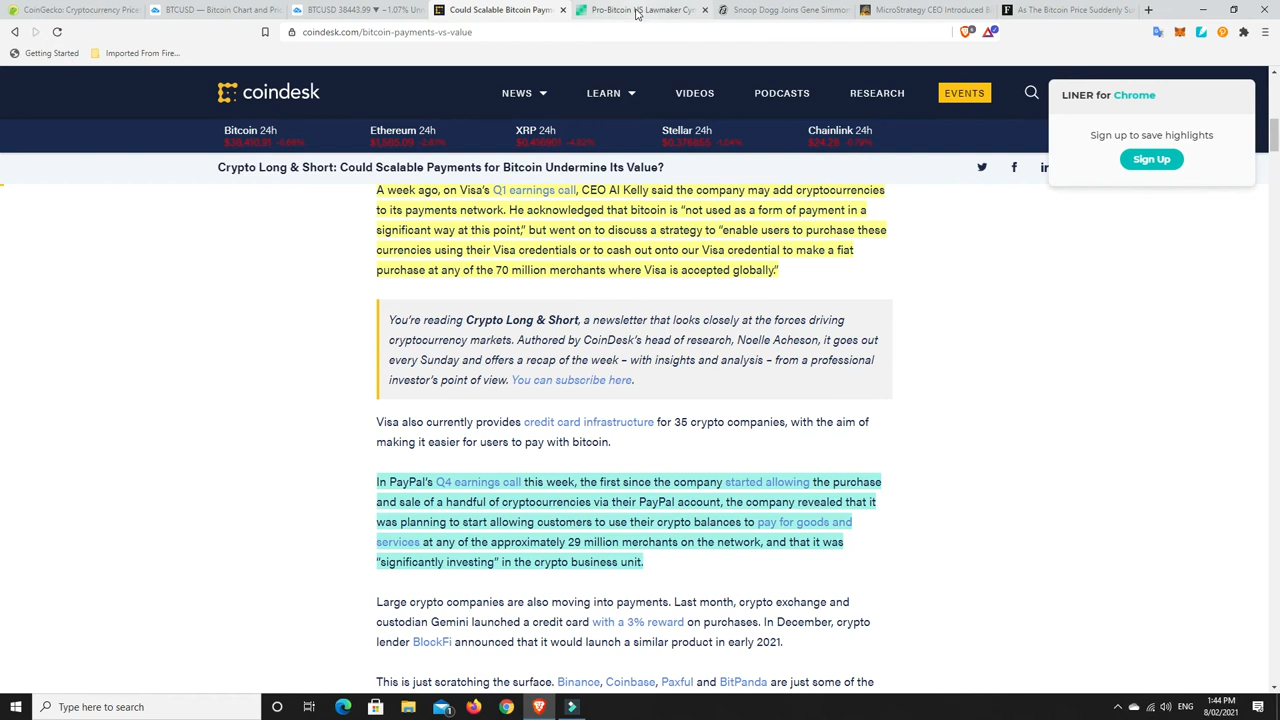 CoinGecko: Cryptocurrency Price
BTCUSD — Bitcoin Chart and Pric
BTCUSD 38443.99 ▼ −1.07% Un
Could Scalable Bitcoin Paym
Pro-Bitcoin US Lawmaker Cy
Snoop Dogg Joins Gene Simmon
MicroStrategy CEO Introduced B
As The Bitcoin Price Suddenly Su
coindesk.com/bitcoin-payments-vs-value
Getting Started
Imported From Fire...
coindesk
NEWS
LEARN
VIDEOS
PODCASTS
RESEARCH
EVENTS
LINER for Chrome
Sign up to save highlights
Sign Up
Bitcoin 24h
Ethereum 24h
XRP 24h
Stellar 24h
Chainlink 24h
Crypto Long & Short: Could Scalable Payments for Bitcoin Undermine Its Value?
A week ago, on Visa's Q1 earnings call, CEO Al Kelly said the company may add cryptocurrencies
to its payments network. He acknowledged that bitcoin is “not used as a form of payment in a
significant way at this point,” but went on to discuss a strategy to “enable users to purchase these
currencies using their Visa credentials or to cash out onto our Visa credential to make a fiat
purchase at any of the 70 million merchants where Visa is accepted globally.”
You're reading Crypto Long & Short, a newsletter that looks closely at the forces driving
cryptocurrency markets. Authored by CoinDesk's head of research, Noelle Acheson, it goes out
every Sunday and offers a recap of the week – with insights and analysis – from a professional
investor's point of view. You can subscribe here.
Visa also currently provides credit card infrastructure for 35 crypto companies, with the aim of
making it easier for users to pay with bitcoin.
In PayPal's Q4 earnings call this week, the first since the company started allowing the purchase
and sale of a handful of cryptocurrencies via their PayPal account, the company revealed that it
was planning to start allowing customers to use their crypto balances to pay for goods and
services at any of the approximately 29 million merchants on the network, and that it was
“significantly investing” in the crypto business unit.
Large crypto companies are also moving into payments. Last month, crypto exchange and
custodian Gemini launched a credit card with a 3% reward on purchases. In December, crypto
lender BlockFi announced that it would launch a similar product in early 2021.
This is just scratching the surface. Binance, Coinbase, Paxful and BitPanda are just some of the
Type here to search
ENG
1:44 PM
8/02/2021